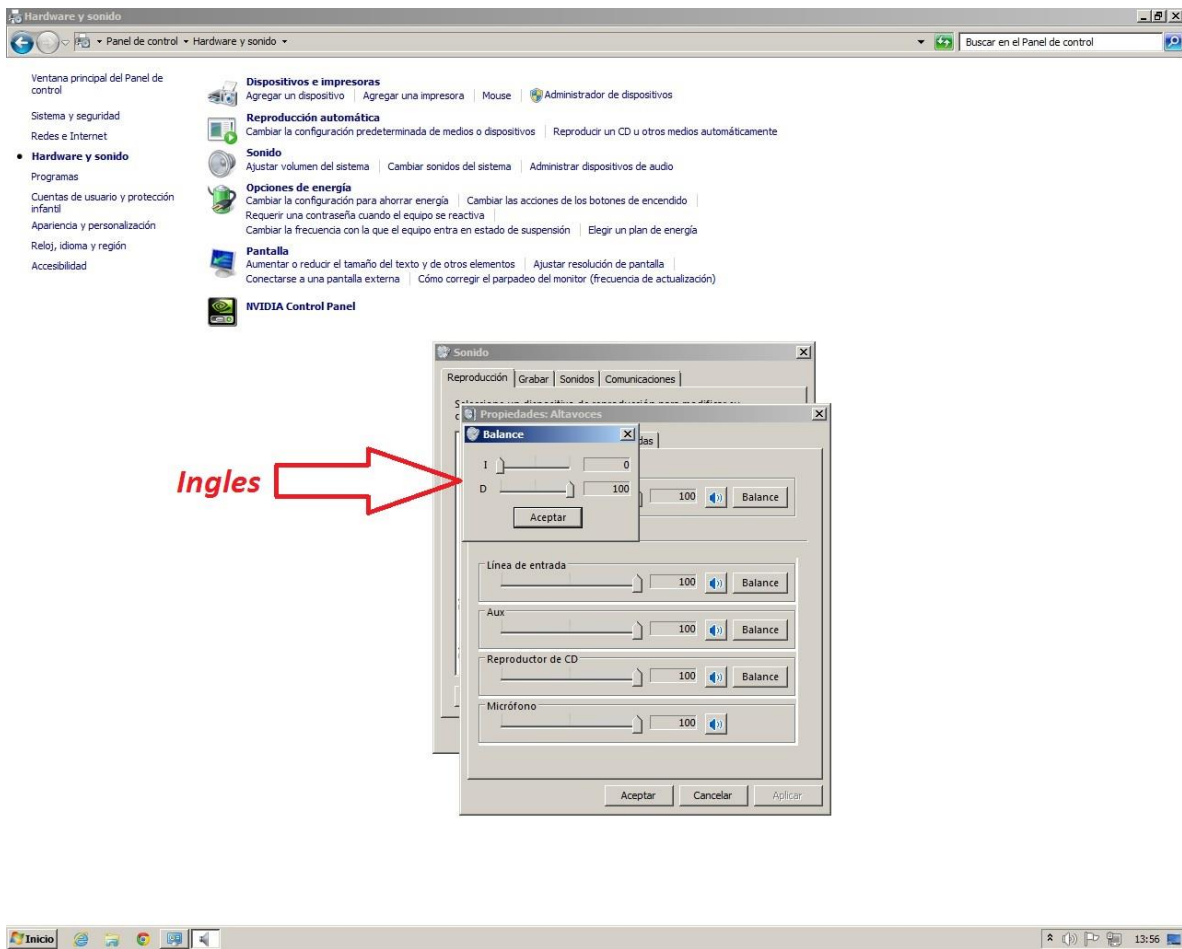 Hardware y sonido
Panel de control Hardware y sonido
Buscar en el Panel de control
Ventana principal del Panel de
control
Sistema y seguridad
Redes e Internet
Hardware y sonido
Programas
Cuentas de usuario y protección
infantil
Apariencia y personalización
Reloj, idioma y región
Accesibilidad
Dispositivos e impresoras
Agregar un dispositivo Agregar una impresora Mouse Administrador de dispositivos
Reproducción automática
Cambiar la configuración predeterminada de medios o dispositivos Reproducir un CD u otros medios automáticamente
Sonido
Ajustar volumen del sistema Cambiar sonidos del sistema Administrar dispositivos de audio
Opciones de energía
Cambiar la configuración para ahorrar energía Cambiar las acciones de los botones de encendido
Requerir una contraseña cuando el equipo se reactiva
Cambiar la frecuencia con la que el equipo entra en estado de suspensión Elegir un plan de energía
Pantalla
Aumentar o reducir el tamaño del texto y de otros elementos Ajustar resolución de pantalla
Conectarse a una pantalla externa Cómo corregir el parpadeo del monitor (frecuencia de actualización)
NVIDIA Control Panel
Sonido
Reproducción Grabar Sonidos Comunicaciones
Propiedades: Altavoces
Balance
I 0
D 100
Aceptar
100 Balance
Ingles
Línea de entrada
100 Balance
Aux
100 Balance
Reproductor de CD
100 Balance
Micrófono
100
Aceptar Cancelar Aplicar
Inicio
13:56